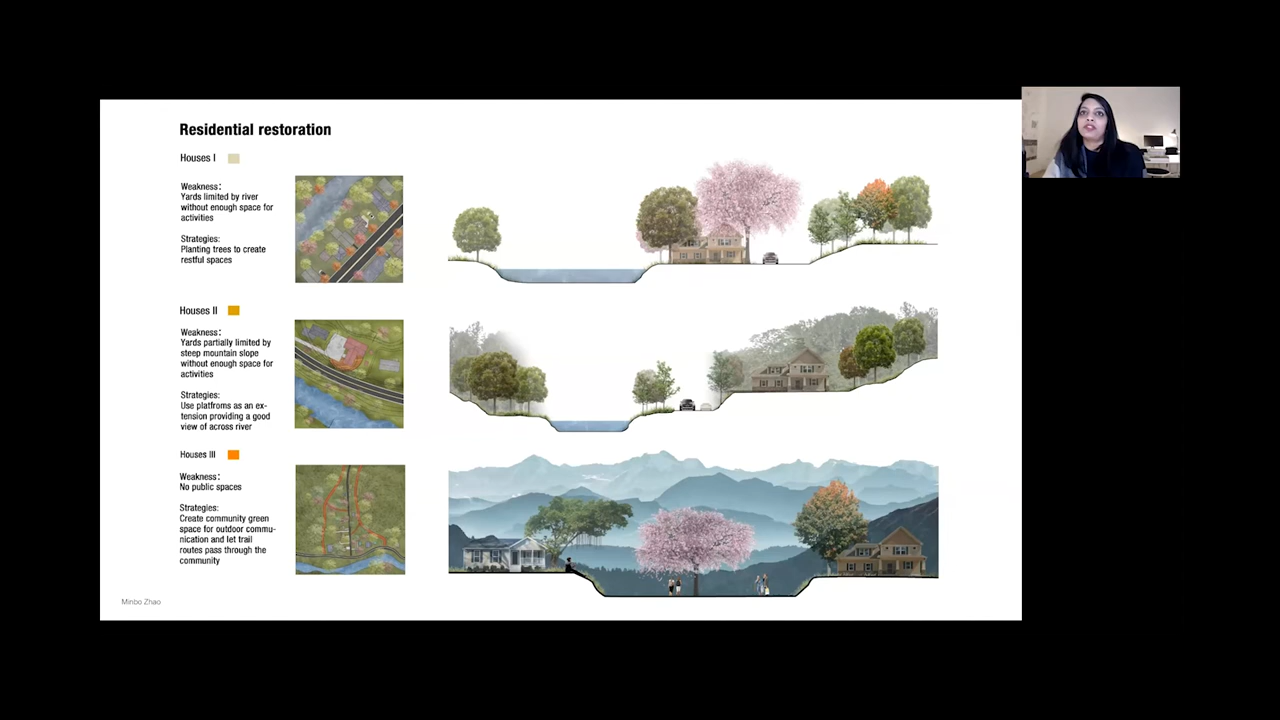 Residential restoration
Houses I
Weakness:
Yards limited by river
without enough space for
activities
Strategies:
Planting trees to create
restful spaces
Houses II
Weakness:
Yards partially limited by
steep mountain slope
without enough space for
activities
Strategies:
Use platfroms as an ex-
tension providing a good
view of across river
Houses III
Weakness:
No public spaces
Strategies:
Create community green
space for outdoor commu-
nication and let trail
routes pass through the
community
Minbo Zhao